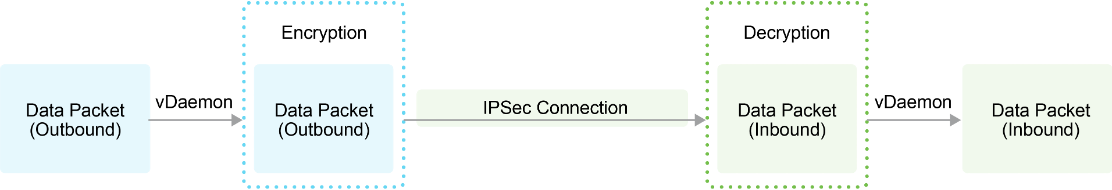 Encryption
Decryption
Data Packet
(Outbound)
vDaemon
Data Packet
(Outbound)
IPSec Connection
Data Packet
(Inbound)
vDaemon
Data Packet
(Inbound)